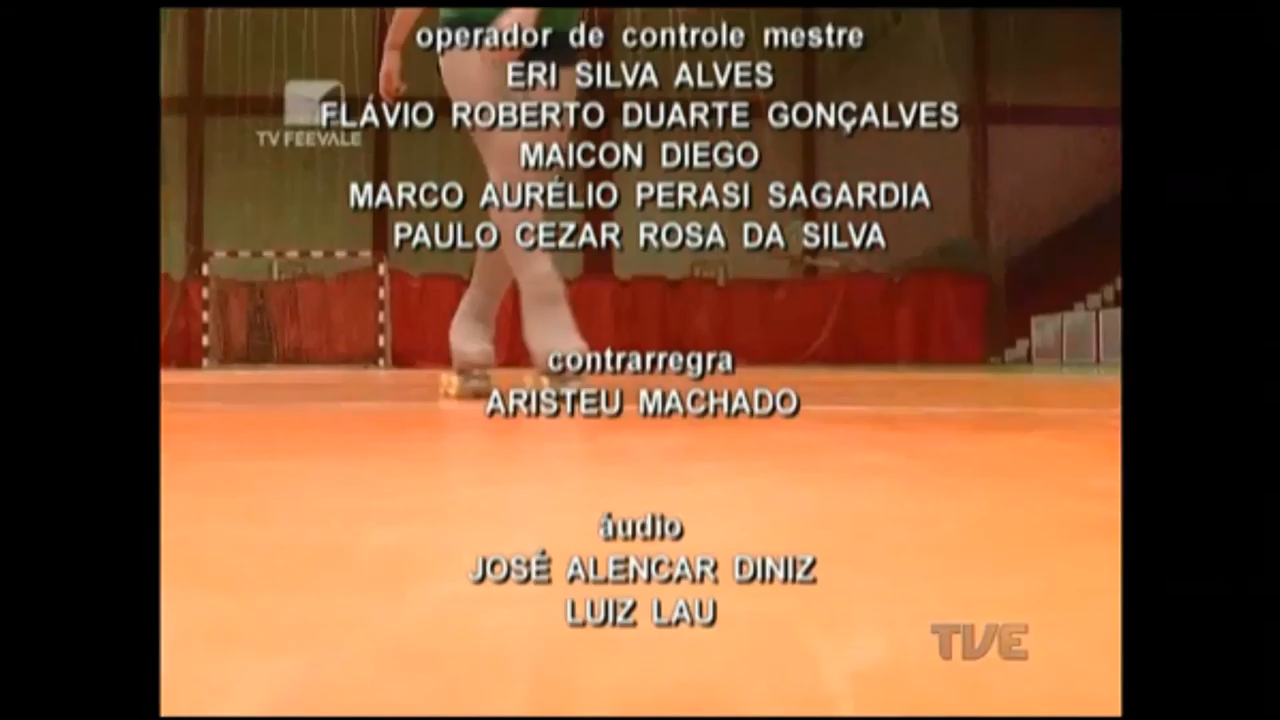 operador de controle mestre
ERI SILVA ALVES
FLÁVIO ROBERTO DUARTE GONÇALVES
TV FEEVALE
MAICON DIEGO
MARCO AURÉLIO PERASI SAGARDIA
PAULO CEZAR ROSA DA SILVA
contrarregra
ARISTEU MACHADO
áudio
JOSÉ ALENCAR DINIZ
LUIZ LAU
TVE